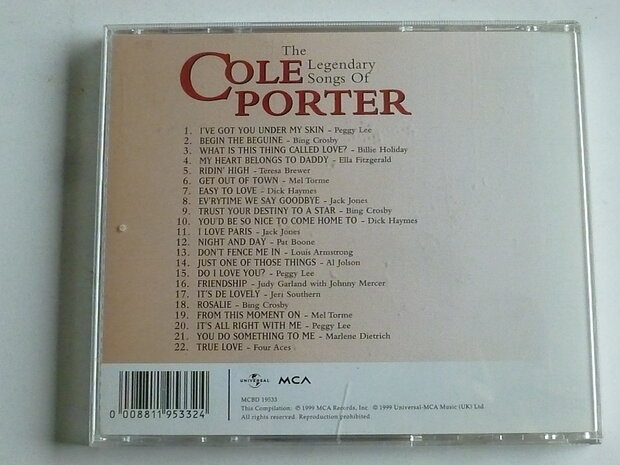 The
COLE Legendary
Songs Of
PORTER
1. I'VE GOT YOU UNDER MY SKIN - Peggy Lee
2. BEGIN THE BEGUINE - Bing Crosby
3. WHAT IS THIS THING CALLED LOVE? - Billie Holiday
4. MY HEART BELONGS TO DADDY - Ella Fitzgerald
5. RIDIN' HIGH - Teresa Brewer
6. GET OUT OF TOWN - Mel Torme
7. EASY TO LOVE - Dick Haymes
8. EV'RYTIME WE SAY GOODBYE - Jack Jones
9. TRUST YOUR DESTINY TO A STAR - Bing Crosby
10. YOU'D BE SO NICE TO COME HOME TO - Dick Haymes
11. I LOVE PARIS - Jack Jones
12. NIGHT AND DAY - Pat Boone
13. DON'T FENCE ME IN - Louis Armstrong
14. JUST ONE OF THOSE THINGS - Al Jolson
15. DO I LOVE YOU? - Peggy Lee
16. FRIENDSHIP - Judy Garland with Johnny Mercer
17. IT'S DE LOVELY - Jeri Southern
18. ROSALIE - Bing Crosby
19. FROM THIS MOMENT ON - Mel Torme
20. IT'S ALL RIGHT WITH ME - Peggy Lee
21. YOU DO SOMETHING TO ME - Marlene Dietrich
22. TRUE LOVE - Four Aces
UNIVERSAL MCA
MCBD 19533
This Compilation: ℗ 1999 MCA Records, Inc. © 1999 Universal-MCA Music (UK) Ltd
All rights reserved. Reproduction prohibited.
0 008811 953324